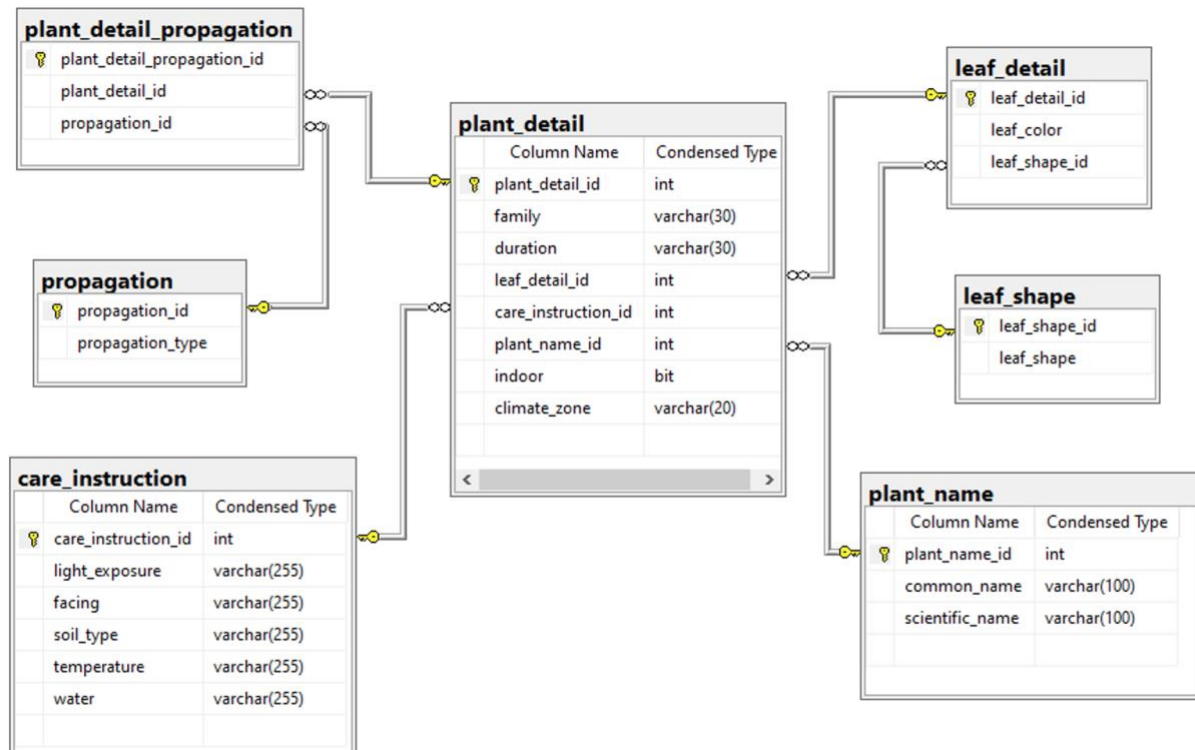 plant_detail_propagation
plant_detail_propagation_id
plant_detail_id
propagation_id
propagation
propagation_id
propagation_type
care_instruction
Column Name Condensed Type
care_instruction_id int
light_exposure varchar(255)
facing varchar(255)
soil_type varchar(255)
temperature varchar(255)
water varchar(255)
plant_detail
Column Name Condensed Type
plant_detail_id int
family varchar(30)
duration varchar(30)
leaf_detail_id int
care_instruction_id int
plant_name_id int
indoor bit
climate_zone varchar(20)
leaf_detail
leaf_detail_id
leaf_color
leaf_shape_id
leaf_shape
leaf_shape_id
leaf_shape
plant_name
Column Name Condensed Type
plant_name_id int
common_name varchar(100)
scientific_name varchar(100)